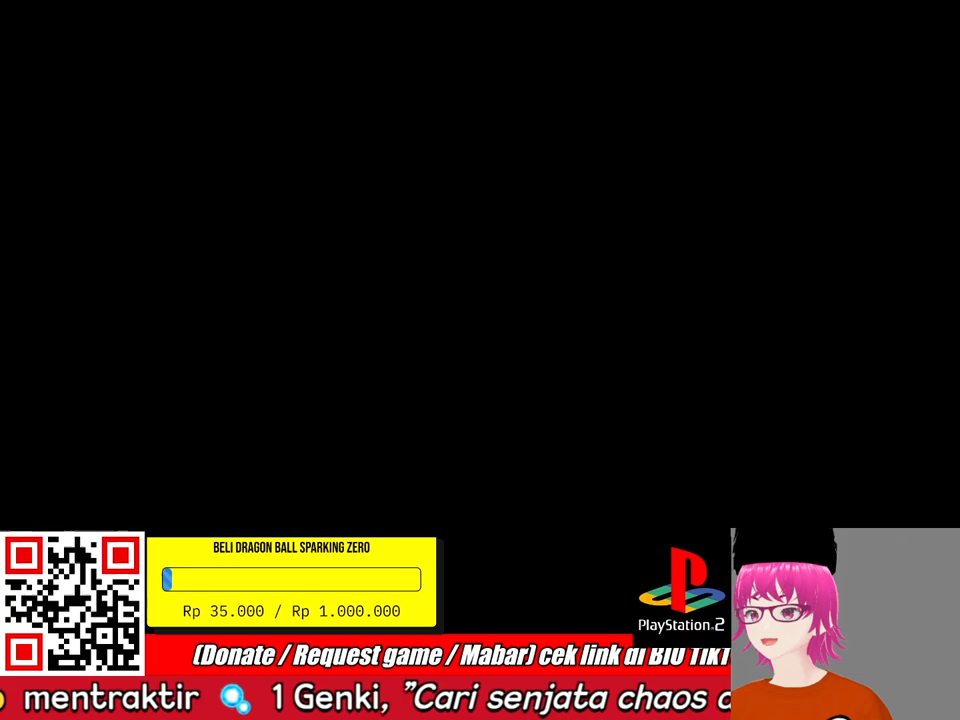 BELI DRAGON BALL SPARKING ZERO
Rp 35.000 / Rp 1.000.000
PlayStation 2
(Donate / Request game / Mabar) cek link di BIO
mentraktir 1 Genki, "Cari senjata chaos